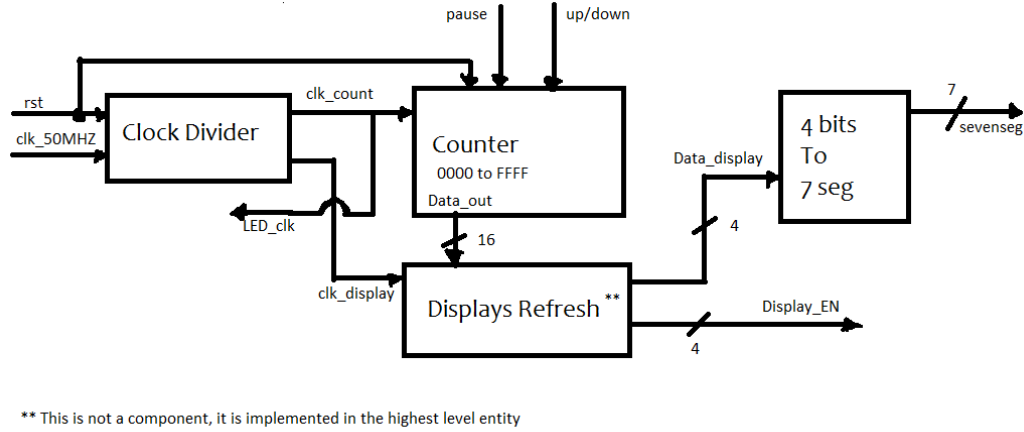 pause
up/down
rst
clk_50MHZ
Clock Divider
clk_count
LED_clk
clk_display
Counter
0000 to FFFF
Data_out
16
Displays Refresh **
Data_display
4
Display_EN
4
4 bits
To
7 seg
7
sevenseg
** This is not a component, it is implemented in the highest level entity